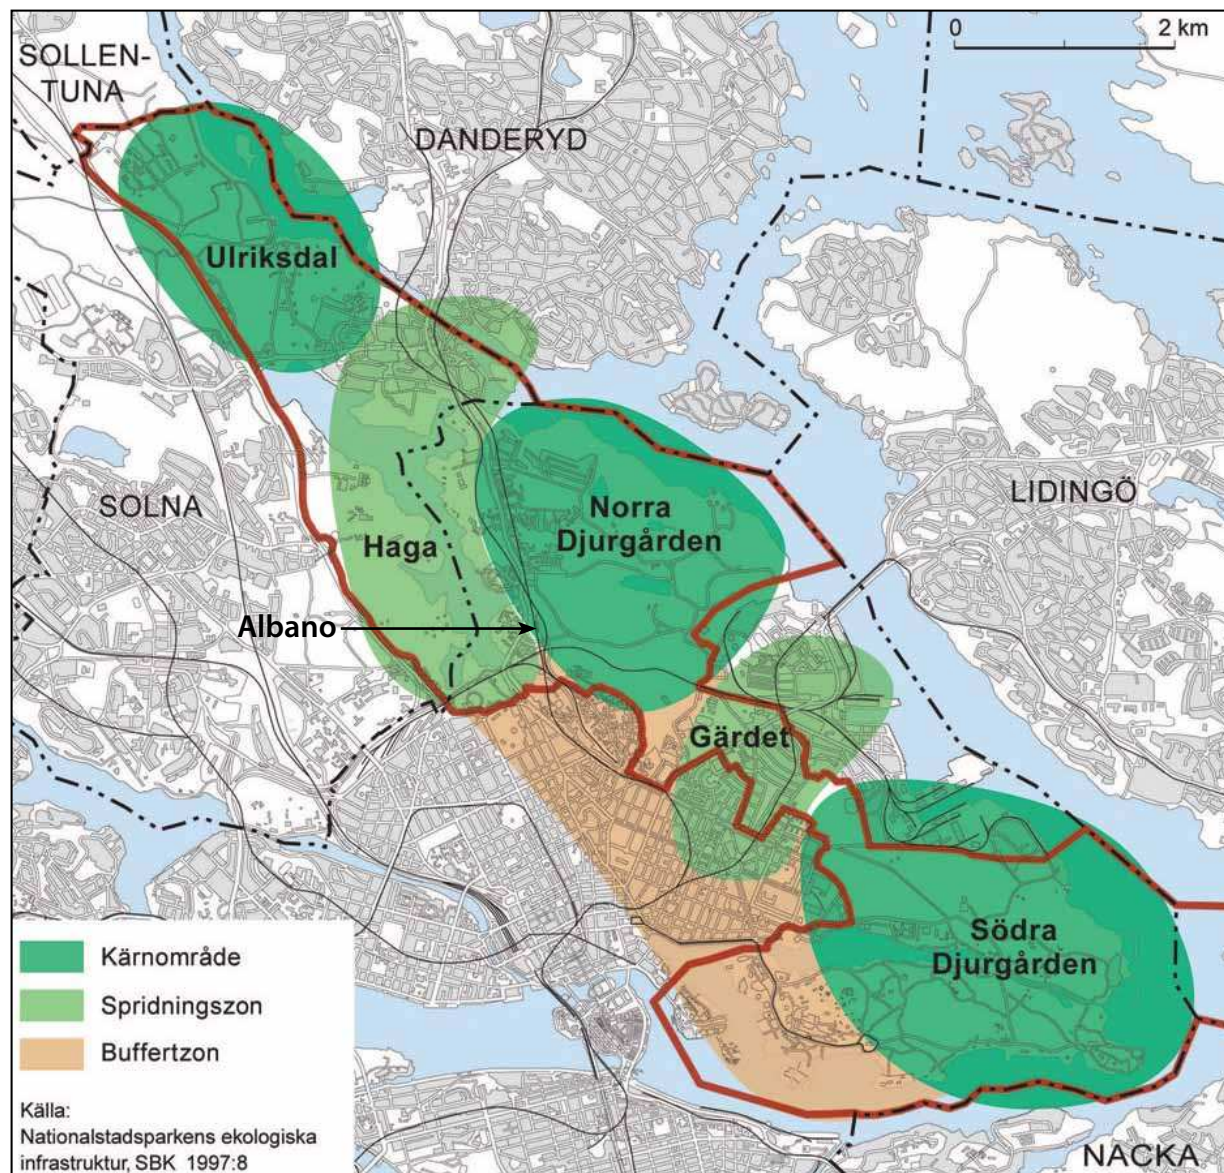 0 2 km
SOLLEN-
TUNA
DANDERYD
Ulriksdal
SOLNA
LIDINGÖ
Norra
Djurgården
Haga
Albano
Gärdet
Södra
Djurgården
Kärnområde
Spridningszon
Buffertzon
Källa:
Nationalstadsparkens ekologiska
infrastruktur, SBK 1997:8
NACKA